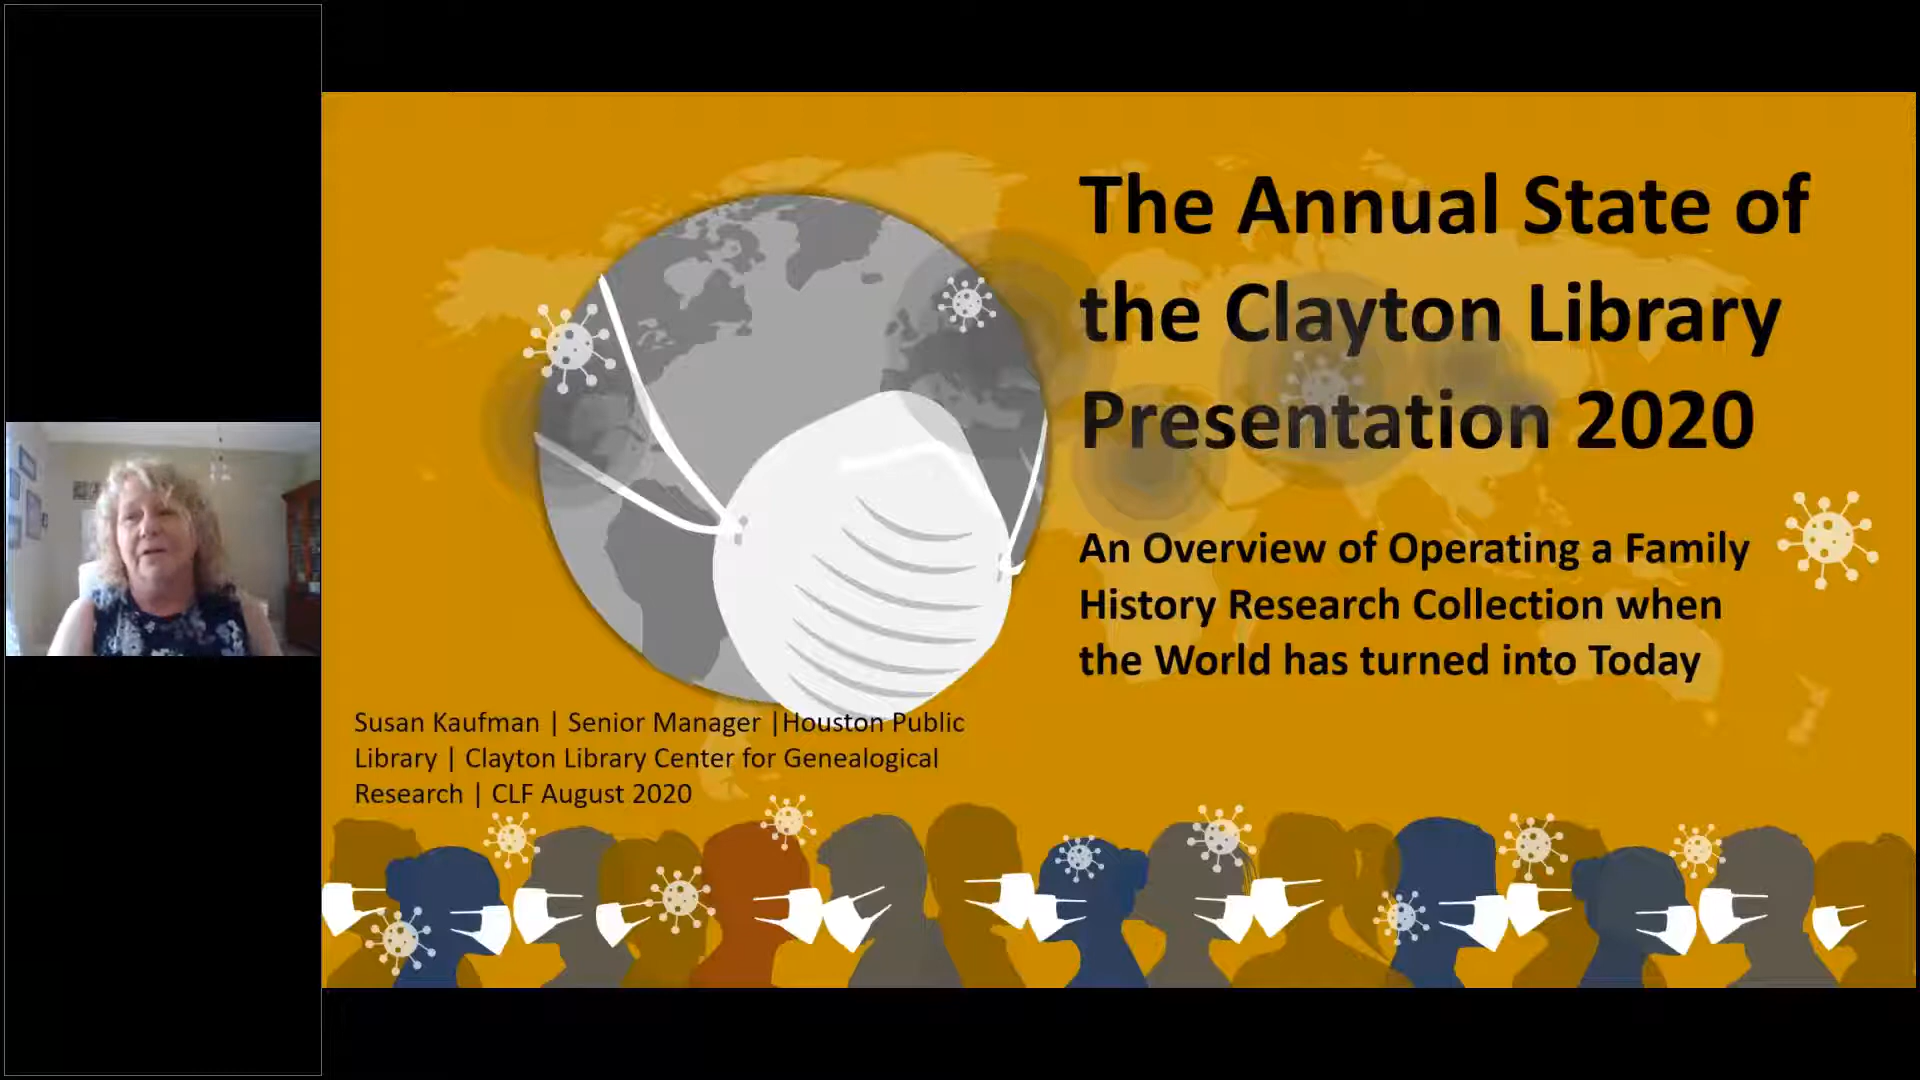 The Annual State of
the Clayton Library
Presentation 2020
An Overview of Operating a Family
History Research Collection when
the World has turned into Today
Susan Kaufman | Senior Manager |Houston Public
Library | Clayton Library Center for Genealogical
Research | CLF August 2020